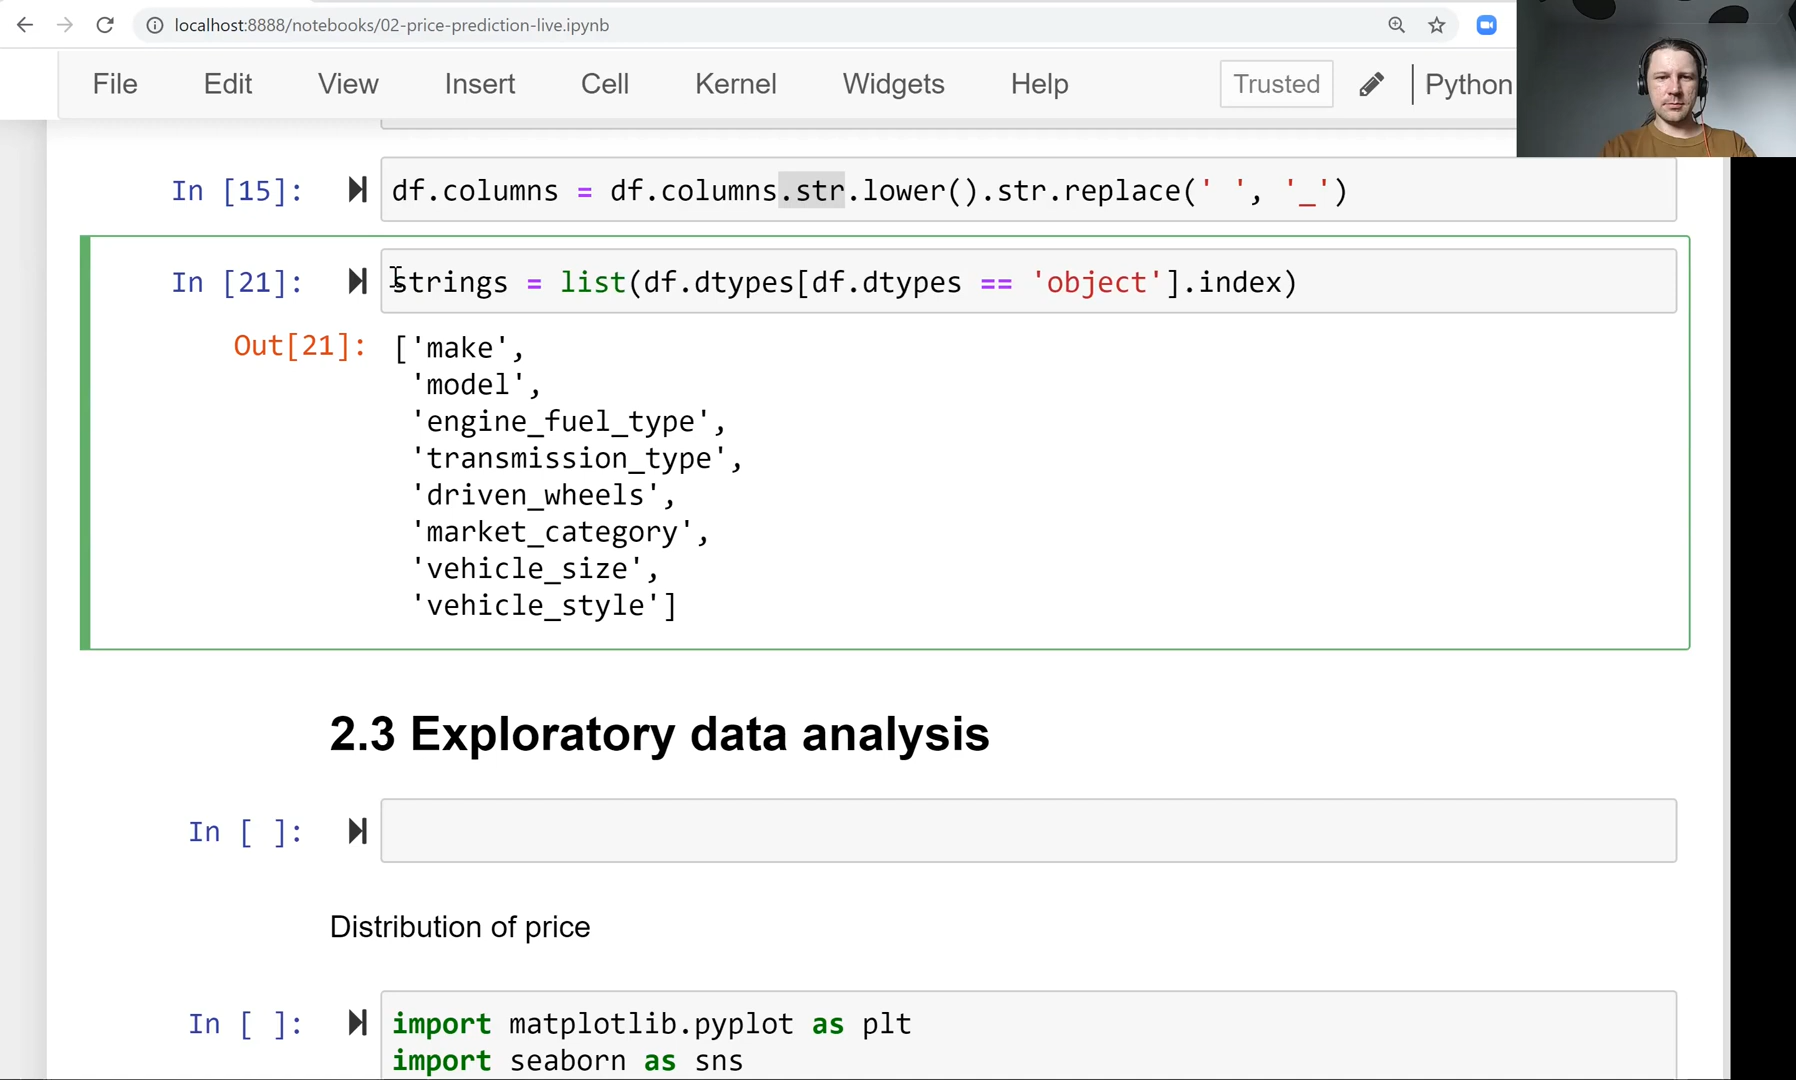 localhost:8888/notebooks/02-price-prediction-live.ipynb
File Edit View Insert Cell Kernel Widgets Help Trusted Python
In [15]: df.columns = df.columns.str.lower().str.replace(' ', '_')
In [21]: strings = list(df.dtypes[df.dtypes == 'object'].index)
Out[21]: ['make',
'model',
'engine_fuel_type',
'transmission_type',
'driven_wheels',
'market_category',
'vehicle_size',
'vehicle_style']
2.3 Exploratory data analysis
In [ ]:
Distribution of price
In [ ]: import matplotlib.pyplot as plt
import seaborn as sns